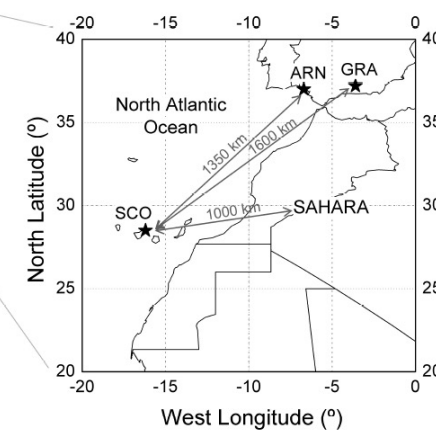 -20 -15 -10 -5 0
40 40
ARN GRA
North Atlantic
Ocean
35 35
1350 km
1600 km
30 30
SCO 1000 km SAHARA
25 25
20 20
-20 -15 -10 -5 0
North Latitude (º)
West Longitude (º)